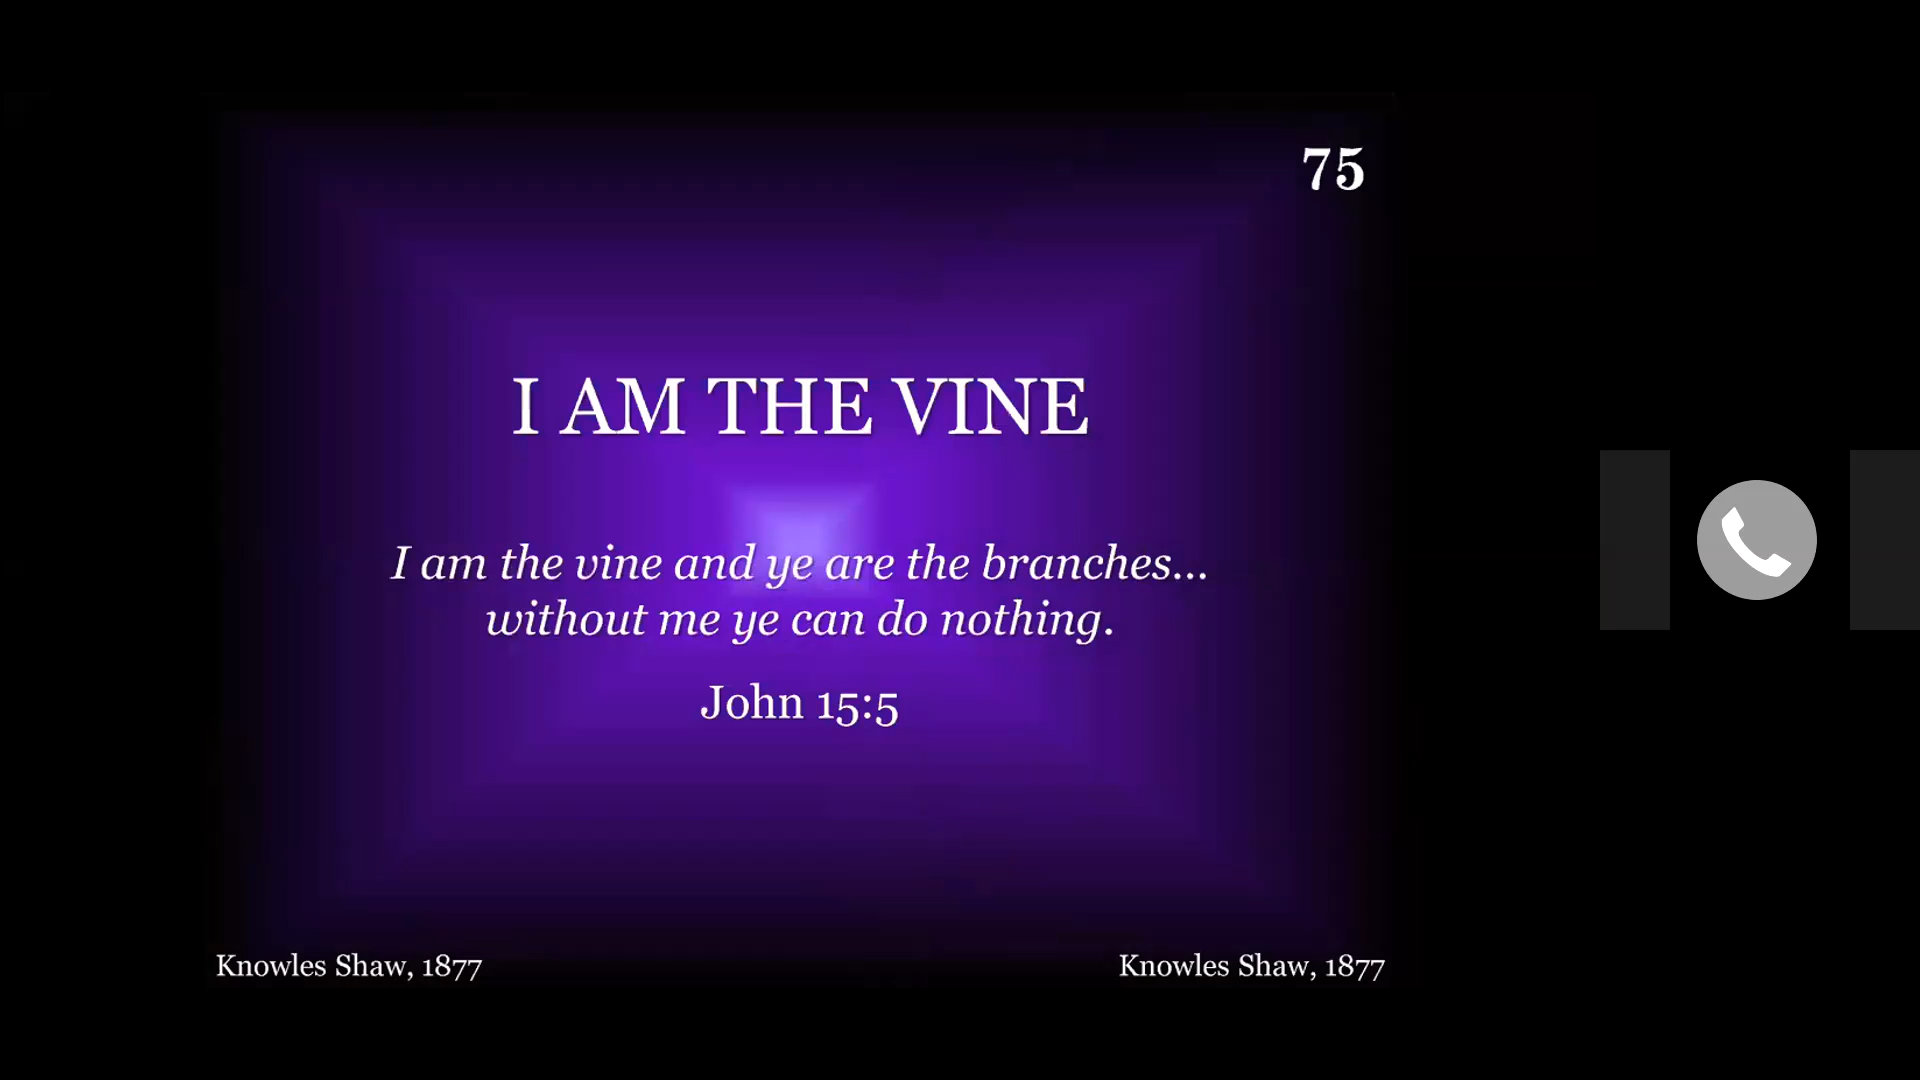 75
I AM THE VINE
I am the vine and ye are the branches...
without me ye can do nothing.
John 15:5
Knowles Shaw, 1877
Knowles Shaw, 1877